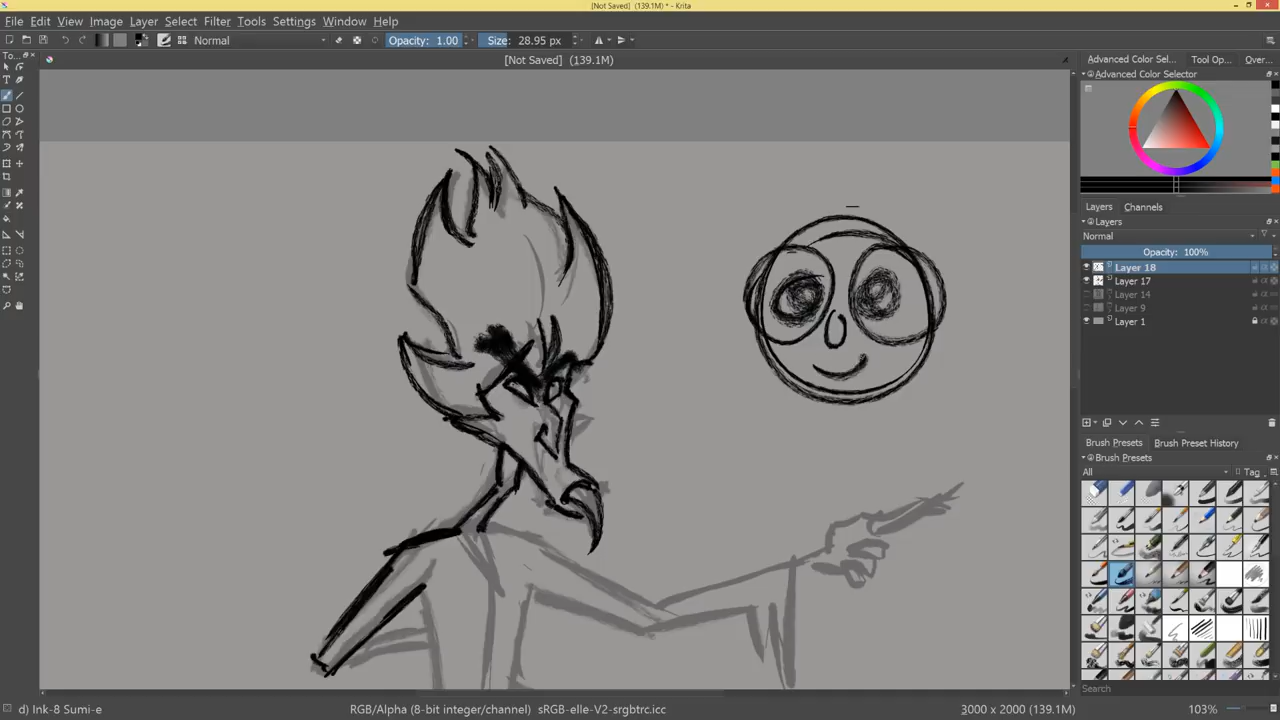 [Not Saved] (139.1M) * - Krita
File Edit View Image Layer Select Filter Tools Settings Window Help
Normal Opacity: 1.00 Size: 28.95 px
To...
[Not Saved] (139.1M)
Advanced Color Sel... Tool Op... Over...
Advanced Color Selector
Layers Channels
Layers
Normal
Opacity: 100%
Layer 18
Layer 17
Layer 14
Layer 9
Layer 1
Brush Presets Brush Preset History
Brush Presets
All Tag
Search
d) Ink-8 Sumi-e RGB/Alpha (8-bit integer/channel) sRGB-elle-V2-srgbtrc.icc 3000 x 2000 (139.1M) 103%